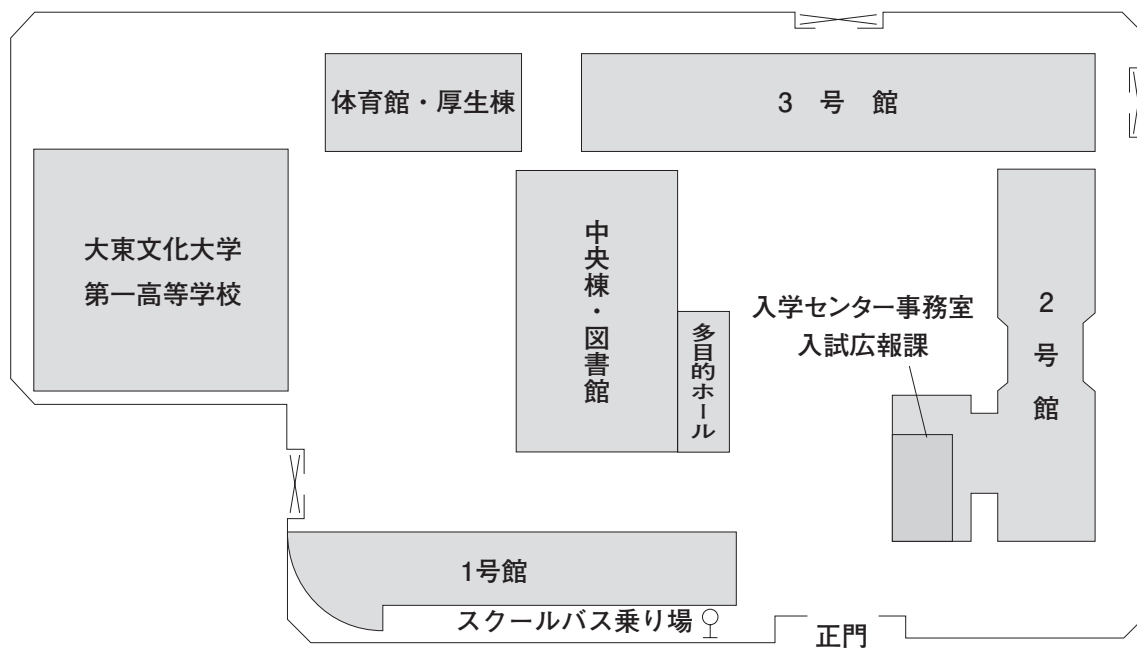 体育館・厚生棟
3 号 館
大東文化大学
第一高等学校
中央棟・図書館
多目的ホール
入学センター事務室
入試広報課
2号館
1号館
スクールバス乗り場
正門